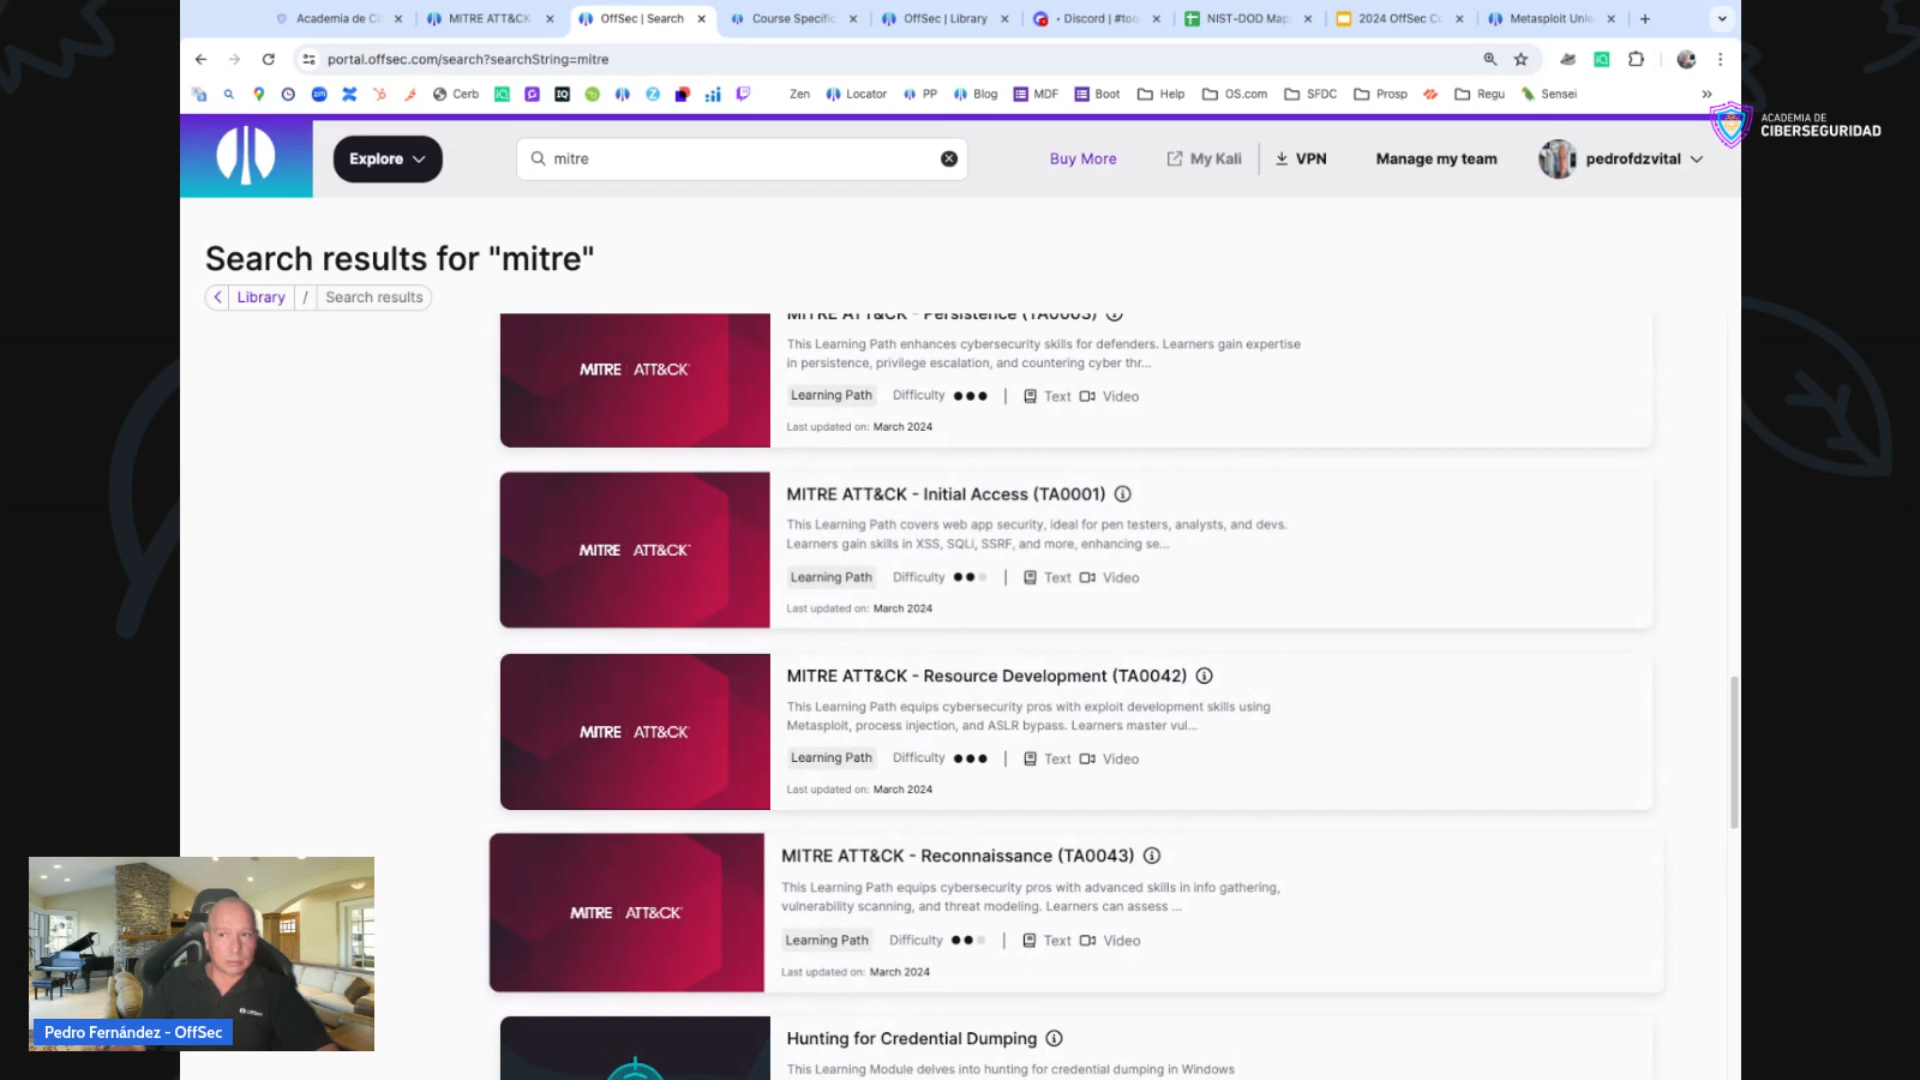 Academia de C
MITRE ATT&CK
OffSec | Search
Course Specific
OffSec | Library
• Discord | #too
NIST-DOD Map
2024 OffSec Co
Metasploit Unle
portal.offsec.com/search?searchString=mitre
Cerb
Zen
Locator
PP
Blog
MDF
Boot
Help
OS.com
SFDC
Prosp
Regu
Sensei
ACADEMIA DE
CIBERSEGURIDAD
Explore
mitre
Buy More
My Kali
VPN
Manage my team
pedrofdzvital
Search results for "mitre"
Library / Search results
MITRE ATT&CK - Persistence (TA0003)
This Learning Path enhances cybersecurity skills for defenders. Learners gain expertise
in persistence, privilege escalation, and countering cyber thr...
MITRE | ATT&CK
Learning Path Difficulty | Text Video
Last updated on: March 2024
MITRE ATT&CK - Initial Access (TA0001)
This Learning Path covers web app security, ideal for pen testers, analysts, and devs.
Learners gain skills in XSS, SQLi, SSRF, and more, enhancing se...
MITRE ATT&CK
Learning Path Difficulty | Text Video
Last updated on: March 2024
MITRE ATT&CK - Resource Development (TA0042)
This Learning Path equips cybersecurity pros with exploit development skills using
Metasploit, process injection, and ASLR bypass. Learners master vul...
MITRE | ATT&CK
Learning Path Difficulty | Text Video
Last updated on: March 2024
MITRE ATT&CK - Reconnaissance (TA0043)
This Learning Path equips cybersecurity pros with advanced skills in info gathering,
vulnerability scanning, and threat modeling. Learners can assess ...
MITRE | ATT&CK
Learning Path Difficulty | Text Video
Last updated on: March 2024
Hunting for Credential Dumping
This Learning Module delves into hunting for credential dumping in Windows
OffSec
Pedro Fernández - OffSec